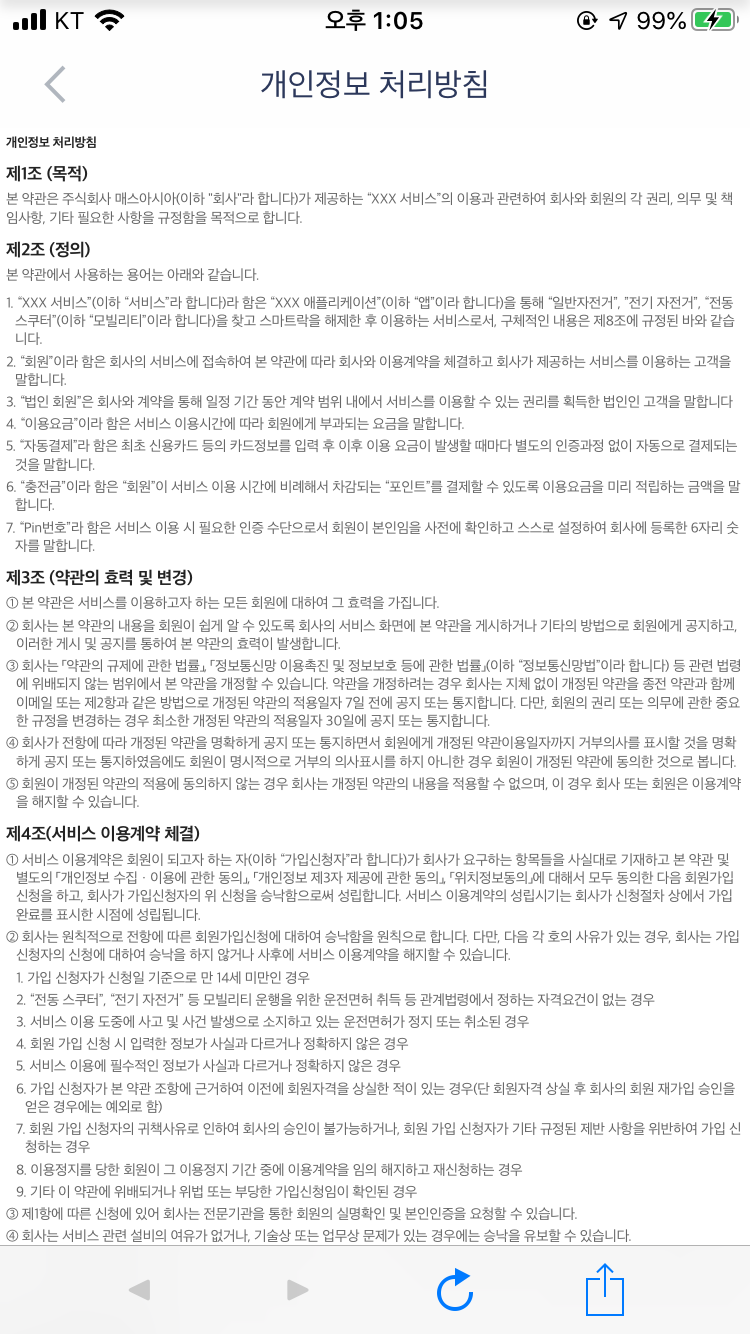 KT 오후 1:05 99%
개인정보 처리방침
개인정보 처리방침
제1조 (목적)
본 약관은 주식회사 매스아시아(이하 "회사"라 합니다)가 제공하는 “XXX 서비스”의 이용과 관련하여 회사와 회원의 각 권리, 의무 및 책
임사항, 기타 필요한 사항을 규정함을 목적으로 합니다.
제2조 (정의)
본 약관에서 사용하는 용어는 아래와 같습니다.
1. “XXX 서비스”(이하 “서비스”라 합니다)라 함은 “XXX 애플리케이션”(이하 “앱”이라 합니다)을 통해 “일반자전거”, ”전기 자전거”, “전동
스쿠터”(이하 “모빌리티”이라 합니다)을 찾고 스마트락을 해제한 후 이용하는 서비스로서, 구체적인 내용은 제8조에 규정된 바와 같습
니다.
2. “회원”이라 함은 회사의 서비스에 접속하여 본 약관에 따라 회사와 이용계약을 체결하고 회사가 제공하는 서비스를 이용하는 고객을
말합니다.
3. “법인 회원”은 회사와 계약을 통해 일정 기간 동안 계약 범위 내에서 서비스를 이용할 수 있는 권리를 획득한 법인인 고객을 말합니다
4. “이용요금”이라 함은 서비스 이용시간에 따라 회원에게 부과되는 요금을 말합니다.
5. “자동결제”라 함은 최초 신용카드 등의 카드정보를 입력 후 이후 이용 요금이 발생할 때마다 별도의 인증과정 없이 자동으로 결제되는
것을 말합니다.
6. “충전금”이라 함은 “회원”이 서비스 이용 시간에 비례해서 차감되는 “포인트”를 결제할 수 있도록 이용요금을 미리 적립하는 금액을 말
합니다.
7. “Pin번호”라 함은 서비스 이용 시 필요한 인증 수단으로서 회원이 본인임을 사전에 확인하고 스스로 설정하여 회사에 등록한 6자리 숫
자를 말합니다.
제3조 (약관의 효력 및 변경)
① 본 약관은 서비스를 이용하고자 하는 모든 회원에 대하여 그 효력을 가집니다.
② 회사는 본 약관의 내용을 회원이 쉽게 알 수 있도록 회사의 서비스 화면에 본 약관을 게시하거나 기타의 방법으로 회원에게 공지하고,
이러한 게시 및 공지를 통하여 본 약관의 효력이 발생합니다.
③ 회사는 「약관의 규제에 관한 법률」, 「정보통신망 이용촉진 및 정보보호 등에 관한 법률」(이하 “정보통신망법”이라 합니다) 등 관련 법령
에 위배되지 않는 범위에서 본 약관을 개정할 수 있습니다. 약관을 개정하려는 경우 회사는 지체 없이 개정된 약관을 종전 약관과 함께
이메일 또는 제2항과 같은 방법으로 개정된 약관의 적용일자 7일 전에 공지 또는 통지합니다. 다만, 회원의 권리 또는 의무에 관한 중요
한 규정을 변경하는 경우 최소한 개정된 약관의 적용일자 30일에 공지 또는 통지합니다.
④ 회사가 전항에 따라 개정된 약관을 명확하게 공지 또는 통지하면서 회원에게 개정된 약관이용일자까지 거부의사를 표시할 것을 명확
하게 공지 또는 통지하였음에도 회원이 명시적으로 거부의 의사표시를 하지 아니한 경우 회원이 개정된 약관에 동의한 것으로 봅니다.
⑤ 회원이 개정된 약관의 적용에 동의하지 않는 경우 회사는 개정된 약관의 내용을 적용할 수 없으며, 이 경우 회사 또는 회원은 이용계약
을 해지할 수 있습니다.
제4조(서비스 이용계약 체결)
① 서비스 이용계약은 회원이 되고자 하는 자(이하 “가입신청자”라 합니다)가 회사가 요구하는 항목들을 사실대로 기재하고 본 약관 및
별도의 「개인정보 수집ㆍ이용에 관한 동의」, 「개인정보 제3자 제공에 관한 동의」, 「위치정보동의」에 대해서 모두 동의한 다음 회원가입
신청을 하고, 회사가 가입신청자의 위 신청을 승낙함으로써 성립합니다. 서비스 이용계약의 성립시기는 회사가 신청절차 상에서 가입
완료를 표시한 시점에 성립됩니다.
② 회사는 원칙적으로 전항에 따른 회원가입신청에 대하여 승낙함을 원칙으로 합니다. 다만, 다음 각 호의 사유가 있는 경우, 회사는 가입
신청자의 신청에 대하여 승낙을 하지 않거나 사후에 서비스 이용계약을 해지할 수 있습니다.
1. 가입 신청자가 신청일 기준으로 만 14세 미만인 경우
2. “전동 스쿠터”, “전기 자전거” 등 모빌리티 운행을 위한 운전면허 취득 등 관계법령에서 정하는 자격요건이 없는 경우
3. 서비스 이용 도중에 사고 및 사건 발생으로 소지하고 있는 운전면허가 정지 또는 취소된 경우
4. 회원 가입 신청 시 입력한 정보가 사실과 다르거나 정확하지 않은 경우
5. 서비스 이용에 필수적인 정보가 사실과 다르거나 정확하지 않은 경우
6. 가입 신청자가 본 약관 조항에 근거하여 이전에 회원자격을 상실한 적이 있는 경우(단 회원자격 상실 후 회사의 회원 재가입 승인을
얻은 경우에는 예외로 함)
7. 회원 가입 신청자의 귀책사유로 인하여 회사의 승인이 불가능하거나, 회원 가입 신청자가 기타 규정된 제반 사항을 위반하여 가입 신
청하는 경우
8. 이용정지를 당한 회원이 그 이용정지 기간 중에 이용계약을 임의 해지하고 재신청하는 경우
9. 기타 이 약관에 위배되거나 위법 또는 부당한 가입신청임이 확인된 경우
③ 제1항에 따른 신청에 있어 회사는 전문기관을 통한 회원의 실명확인 및 본인인증을 요청할 수 있습니다.
④ 회사는 서비스 관련 설비의 여유가 없거나, 기술상 또는 업무상 문제가 있는 경우에는 승낙을 유보할 수 있습니다.